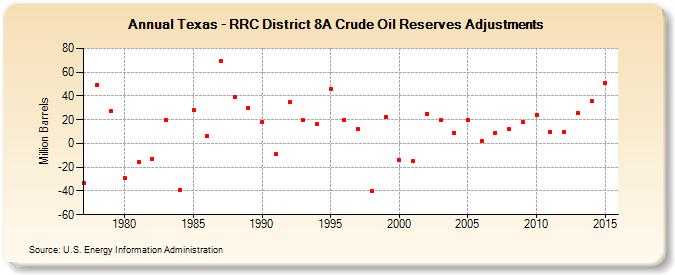 Annual Texas - RRC District 8A Crude Oil Reserves Adjustments
Million Barrels
80
60
40
20
0
-20
-40
-60
1980 1985 1990 1995 2000 2005 2010 2015
Source: U.S. Energy Information Administration